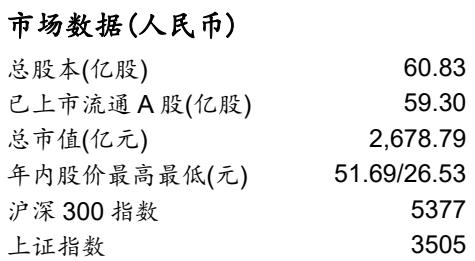 市场数据(人民币)
总股本(亿股) 60.83
已上市流通 A 股(亿股) 59.30
总市值(亿元) 2,678.79
年内股价最高最低(元) 51.69/26.53
沪深 300 指数 5377
上证指数 3505